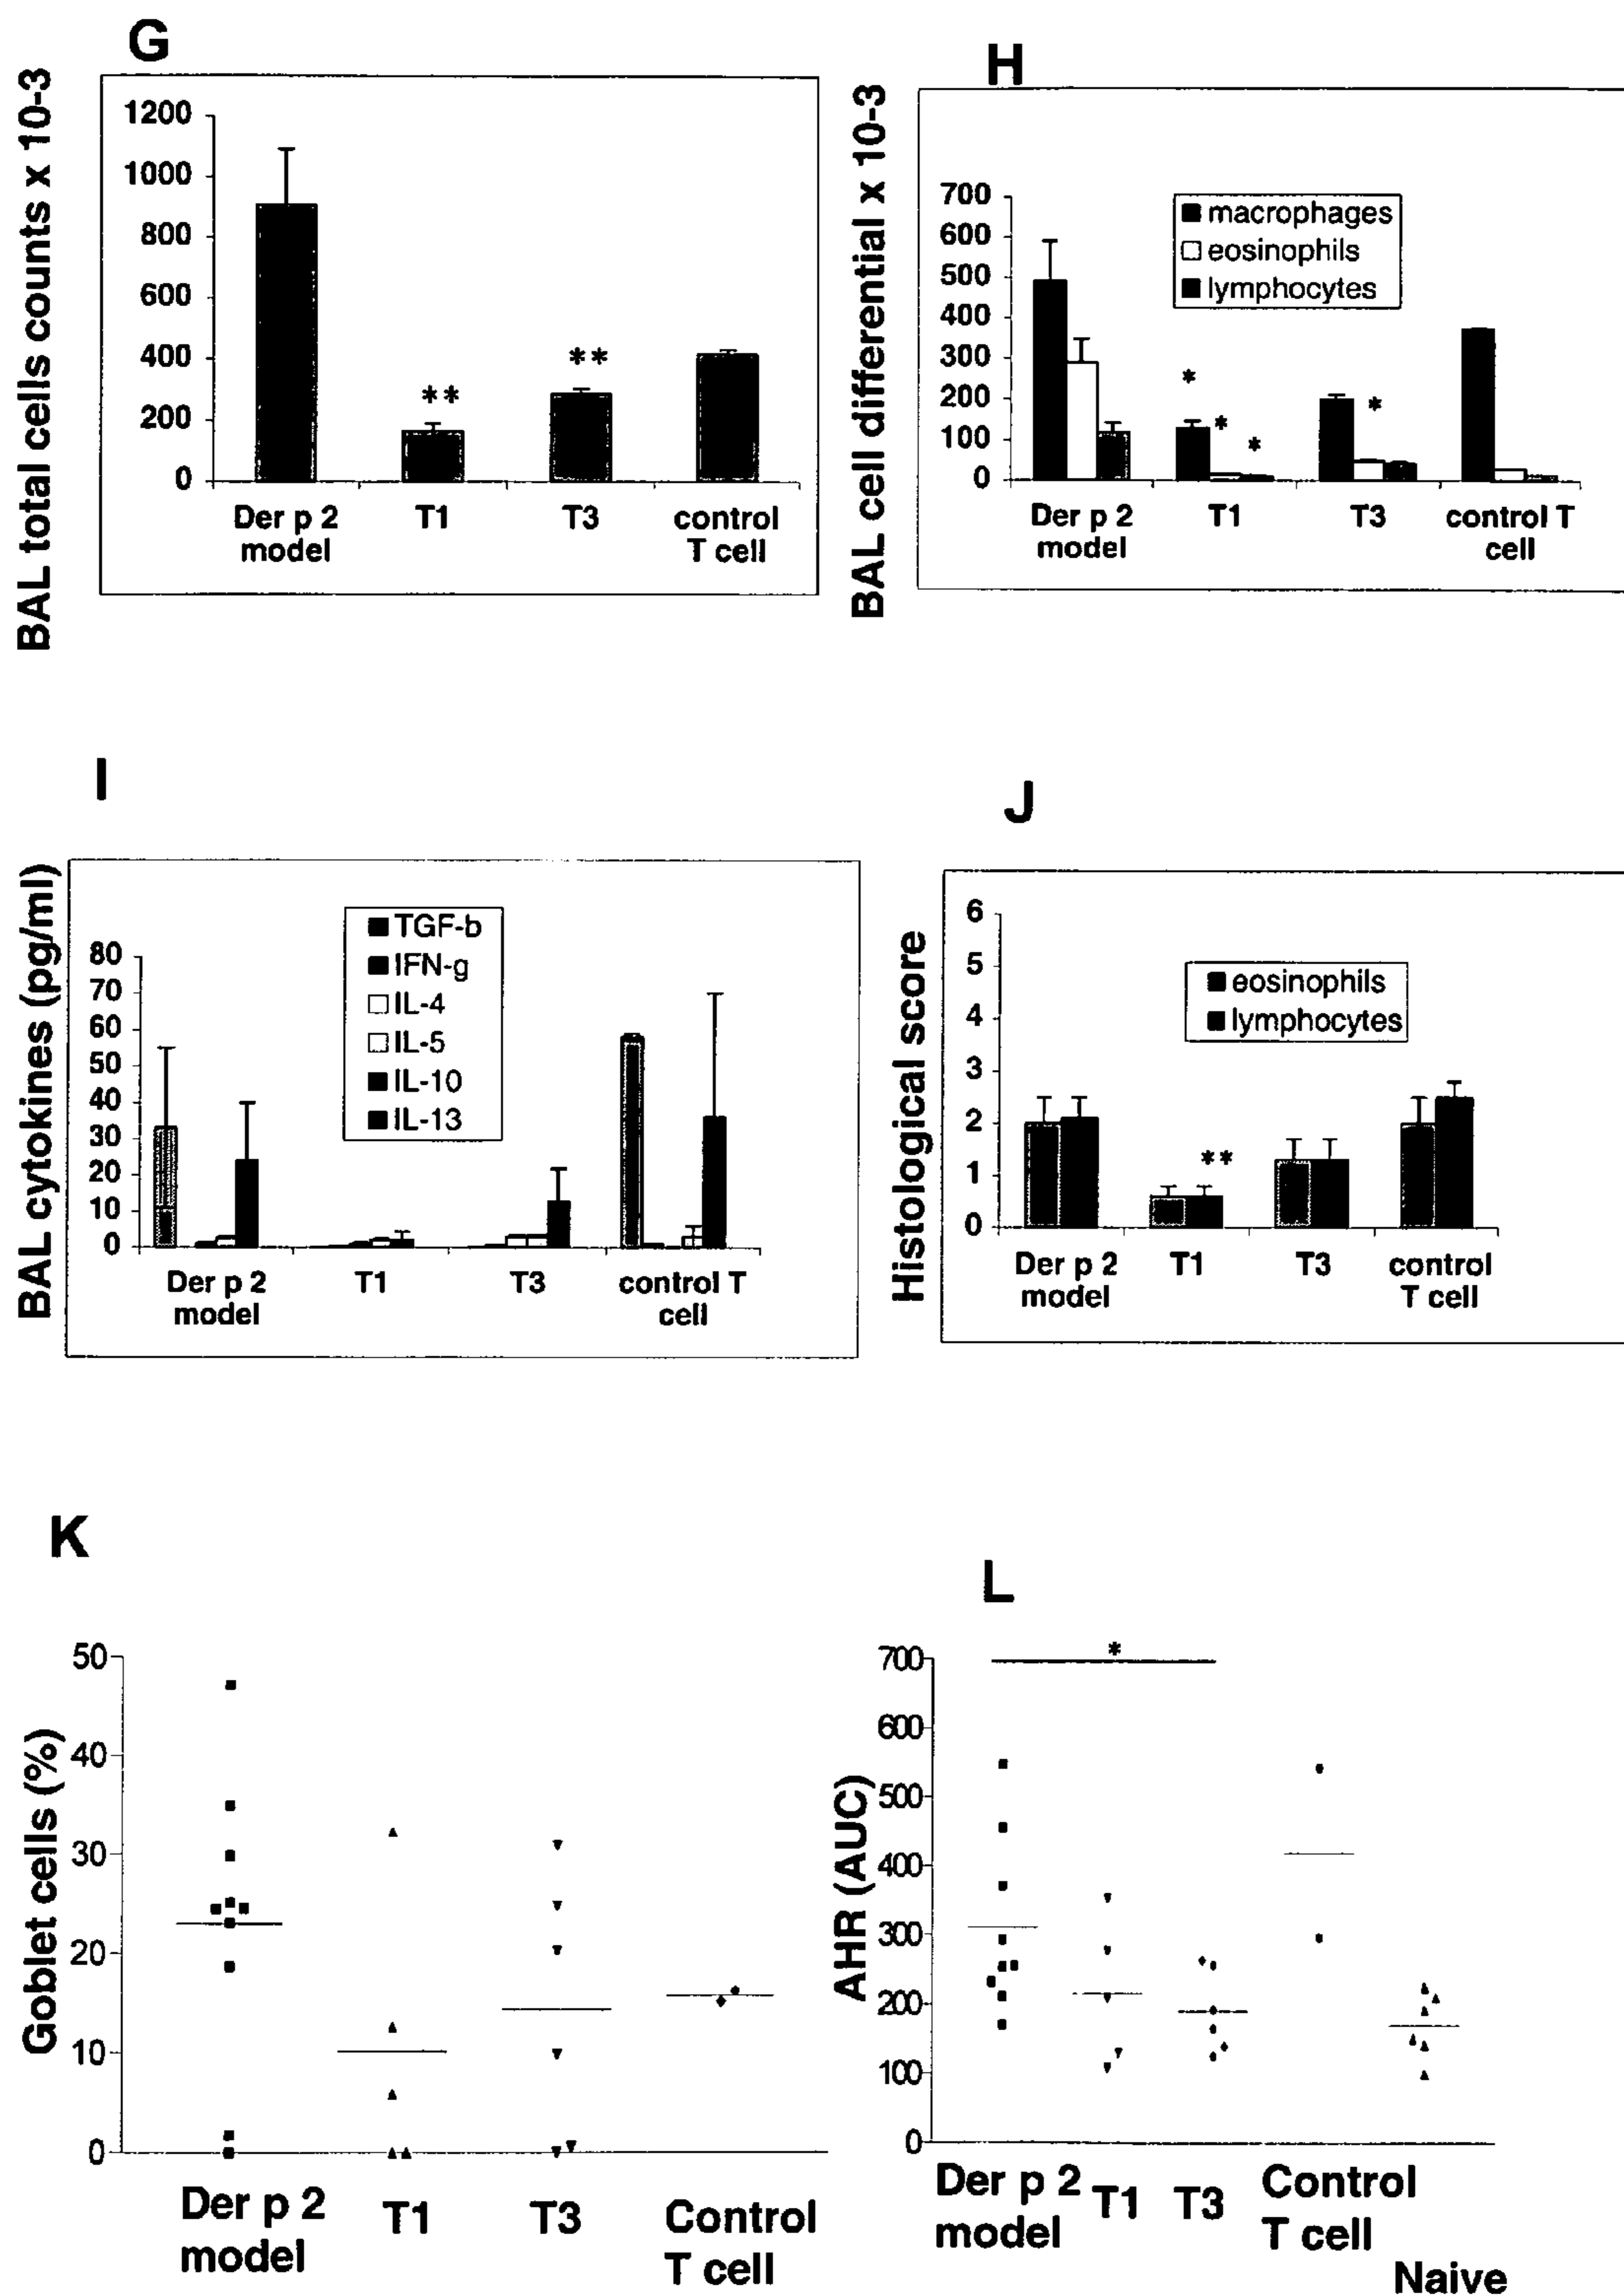 G
BAL total cells counts x 10-3
1200
1000
800
600
400
200
0
**
**
Der p 2
model
T1
T3
control
T cell
H
BAL cell differential x 10-3
700
600
500
400
300
200
100
0
macrophages
eosinophils
lymphocytes
*
*
*
*
Der p 2
model
T1
T3
control T
cell
I
BAL cytokines (pg/ml)
80
70
60
50
40
30
20
10
0
TGF-b
IFN-g
IL-4
IL-5
IL-10
IL-13
Der p 2
model
T1
T3
control T
cell
J
Histological score
6
5
4
3
2
1
0
eosinophils
lymphocytes
**
Der p 2
model
T1
T3
control
T cell
K
Goblet cells (%)
50
40
30
20
10
0
Der p 2
model
T1
T3
Control
T cell
L
AHR (AUC)
700
600
500
400
300
200
100
0
*
Der p 2
model
T1
T3
Control
T cell
Naive